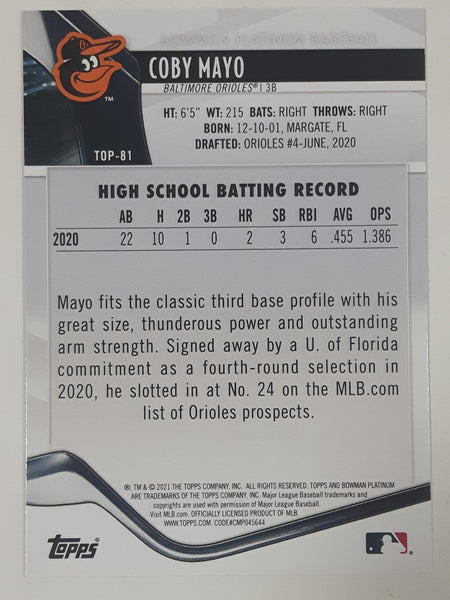 BOWMAN PLATINUM BASEBALL
COBY MAYO
BALTIMORE ORIOLES® | 3B
HT: 6'5" WT: 215 BATS: RIGHT THROWS: RIGHT
BORN: 12-10-01, MARGATE, FL
DRAFTED: ORIOLES #4-JUNE, 2020
TM
TOP-81
HIGH SCHOOL BATTING RECORD
AB H 2B 3B HR SB RBI AVG OPS
2020 22 10 1 0 2 3 6 .455 1.386
Mayo fits the classic third base profile with his
great size, thunderous power and outstanding
arm strength. Signed away by a U. of Florida
commitment as a fourth-round selection in
2020, he slotted in at No. 24 on the MLB.com
list of Orioles prospects.
®, TM & © 2021 THE TOPPS COMPANY, INC. ALL RIGHTS RESERVED. TOPPS AND BOWMAN PLATINUM
ARE TRADEMARKS OF THE TOPPS COMPANY, INC. Major League Baseball trademarks and
copyrights are used with permission of Major League Baseball.
Visit MLB.com. OFFICIALLY LICENSED PRODUCT OF MLB.
WWW.TOPPS.COM. CODE#CMP045644
TOPPS